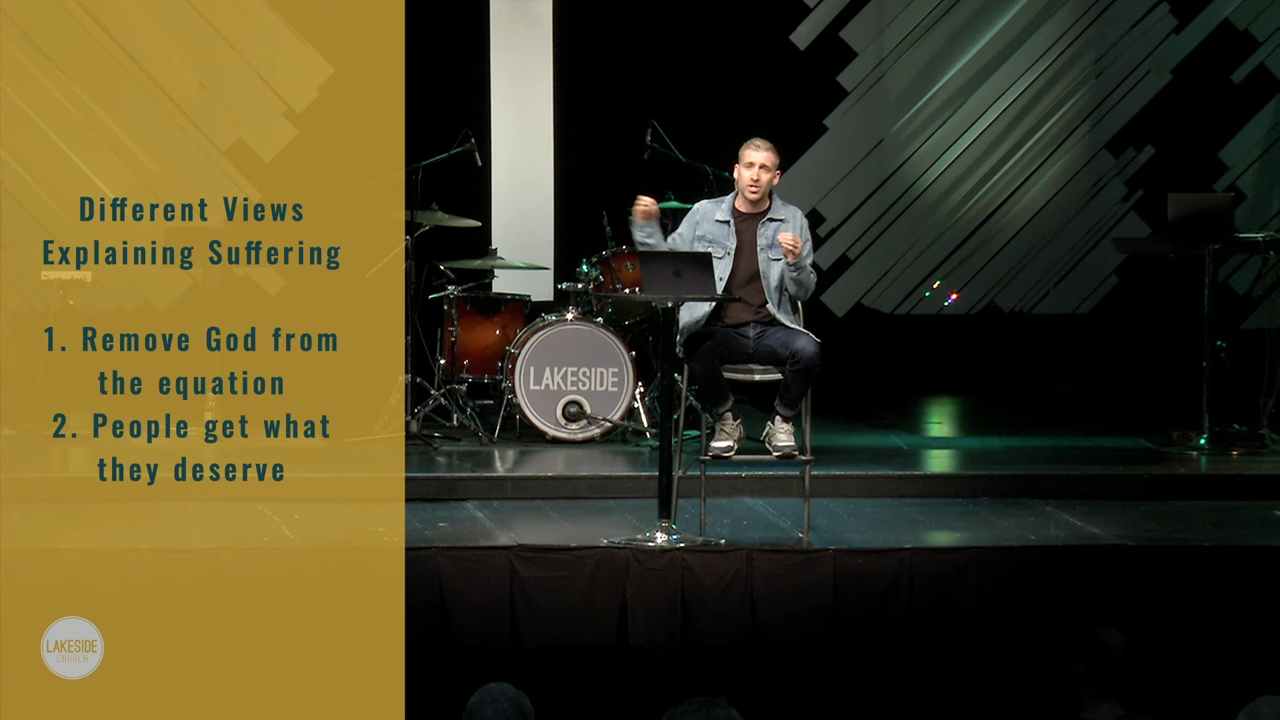 Different Views
Explaining Suffering
1. Remove God from
the equation
2. People get what
they deserve
LAKESIDE
CHURCH
LAKESIDE